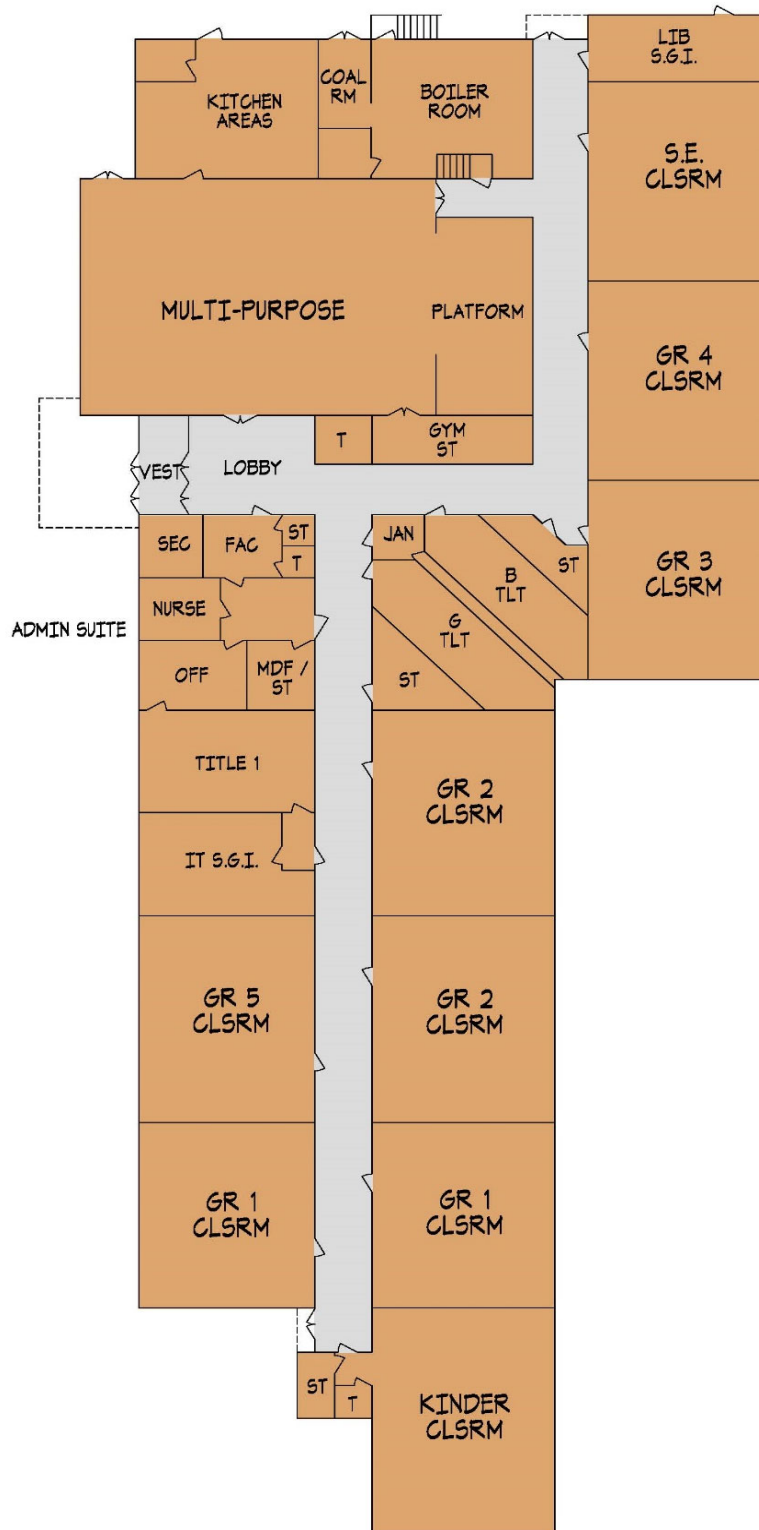 LIB
S.G.I.
COAL
RM
BOILER
ROOM
KITCHEN
AREAS
S.E.
CLSRM
MULTI-PURPOSE
PLATFORM
GR 4
CLSRM
T
GYM
ST
VEST
LOBBY
SEC
FAC
ST
T
JAN
B
TLT
ST
GR 3
CLSRM
NURSE
ADMIN SUITE
G
TLT
OFF
MDF /
ST
ST
TITLE 1
GR 2
CLSRM
IT S.G.I.
GR 5
CLSRM
GR 2
CLSRM
GR 1
CLSRM
GR 1
CLSRM
ST
T
KINDER
CLSRM